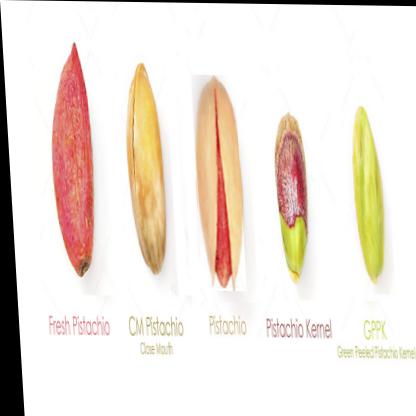 Fresh Pistachio
CM Pistachio
Close Mouth
Pistachio
Pistachio Kernel
GPPK
Green Peeled Pistachio Kernel